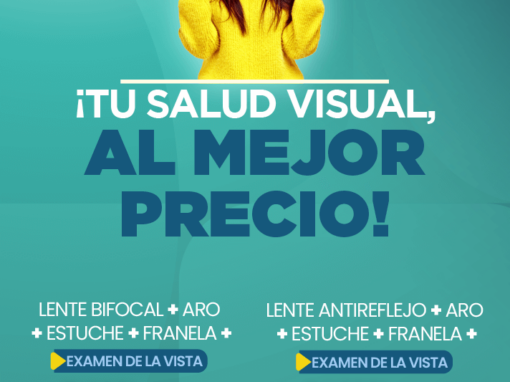 ¡TU SALUD VISUAL,
AL MEJOR
PRECIO!
LENTE BIFOCAL + ARO
+ ESTUCHE + FRANELA +
EXAMEN DE LA VISTA
LENTE ANTIREFLEJO + ARO
+ ESTUCHE + FRANELA +
EXAMEN DE LA VISTA